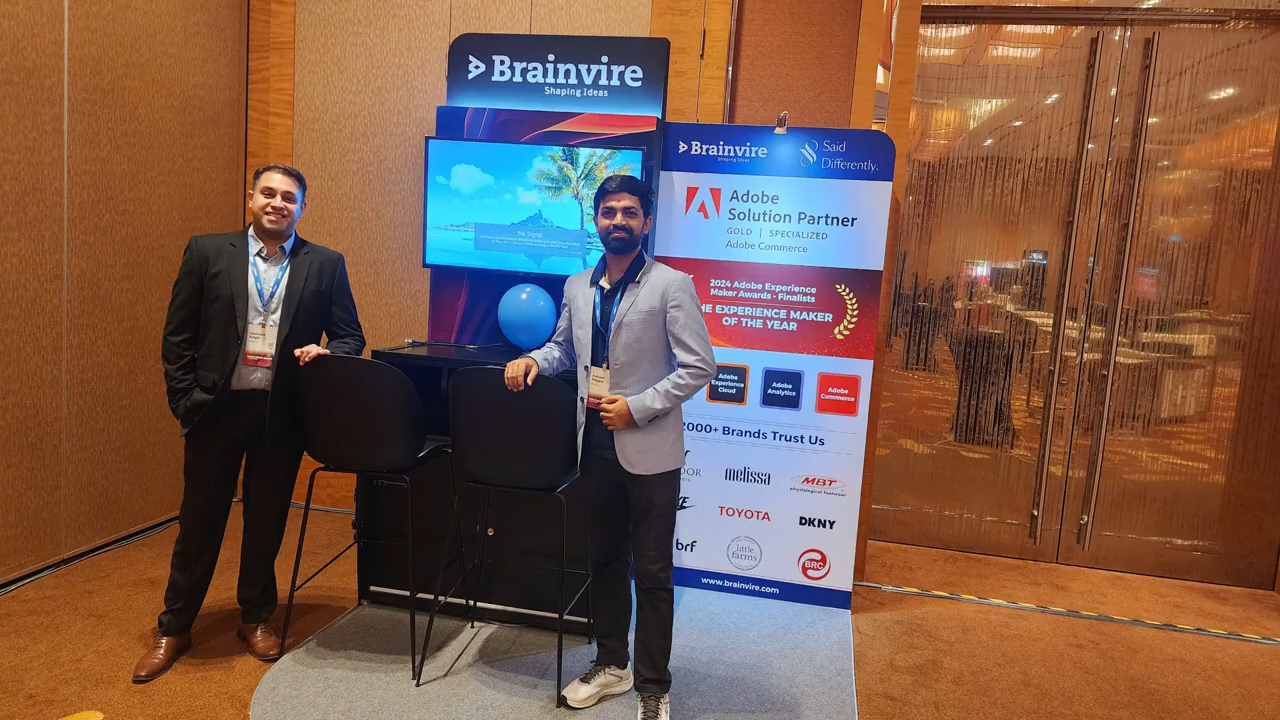 Brainvire
Shaping Ideas
No Signal
Brainvire
Shaping Ideas
Said
Differently.
Adobe
Solution Partner
GOLD | SPECIALIZED
Adobe Commerce
2024 Adobe Experience
Maker Awards - Finalists
HE EXPERIENCE MAKER
OF THE YEAR
Adobe
Experience
Cloud
Adobe
Analytics
Adobe
Commerce
2000+ Brands Trust Us
melissa
MBT
physiological footwear
TOYOTA
DKNY
brf
little
farms
BRC
www.brainvire.com